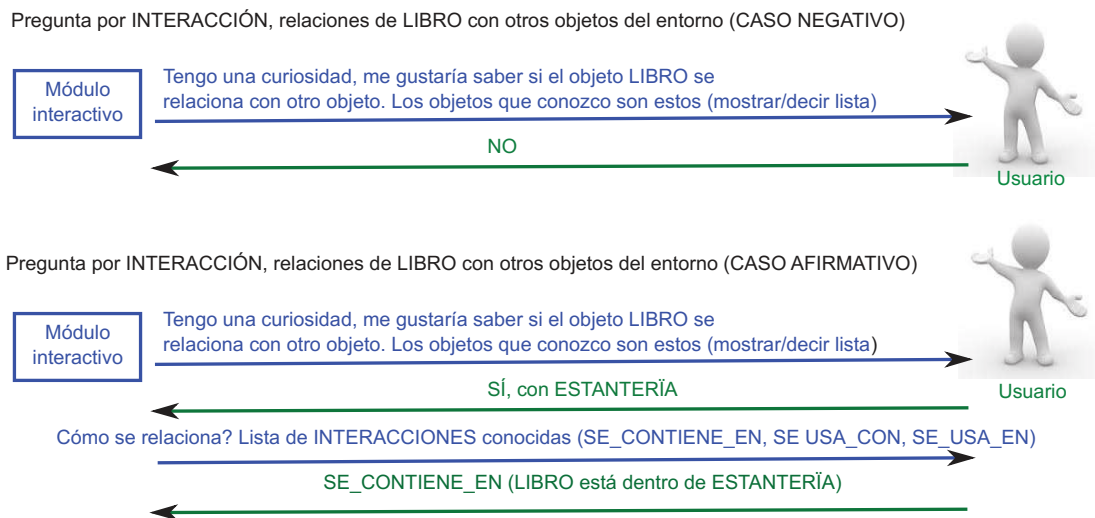 Pregunta por INTERACCIÓN, relaciones de LIBRO con otros objetos del entorno (CASO NEGATIVO)
Módulo
interactivo
Tengo una curiosidad, me gustaría saber si el objeto LIBRO se
relaciona con otro objeto. Los objetos que conozco son estos (mostrar/decir lista)
NO
Usuario
Pregunta por INTERACCIÓN, relaciones de LIBRO con otros objetos del entorno (CASO AFIRMATIVO)
Módulo
interactivo
Tengo una curiosidad, me gustaría saber si el objeto LIBRO se
relaciona con otro objeto. Los objetos que conozco son estos (mostrar/decir lista)
SÍ, con ESTANTERÏA
Usuario
Cómo se relaciona? Lista de INTERACCIONES conocidas (SE_CONTIENE_EN, SE USA_CON, SE_USA_EN)
SE_CONTIENE_EN (LIBRO está dentro de ESTANTERÏA)